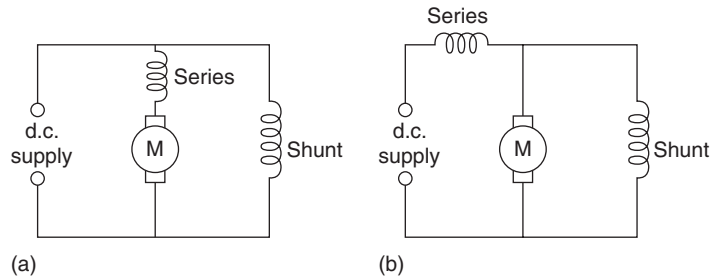 Series
d.c.
supply
M
Shunt
(a)
Series
d.c.
supply
M
Shunt
(b)